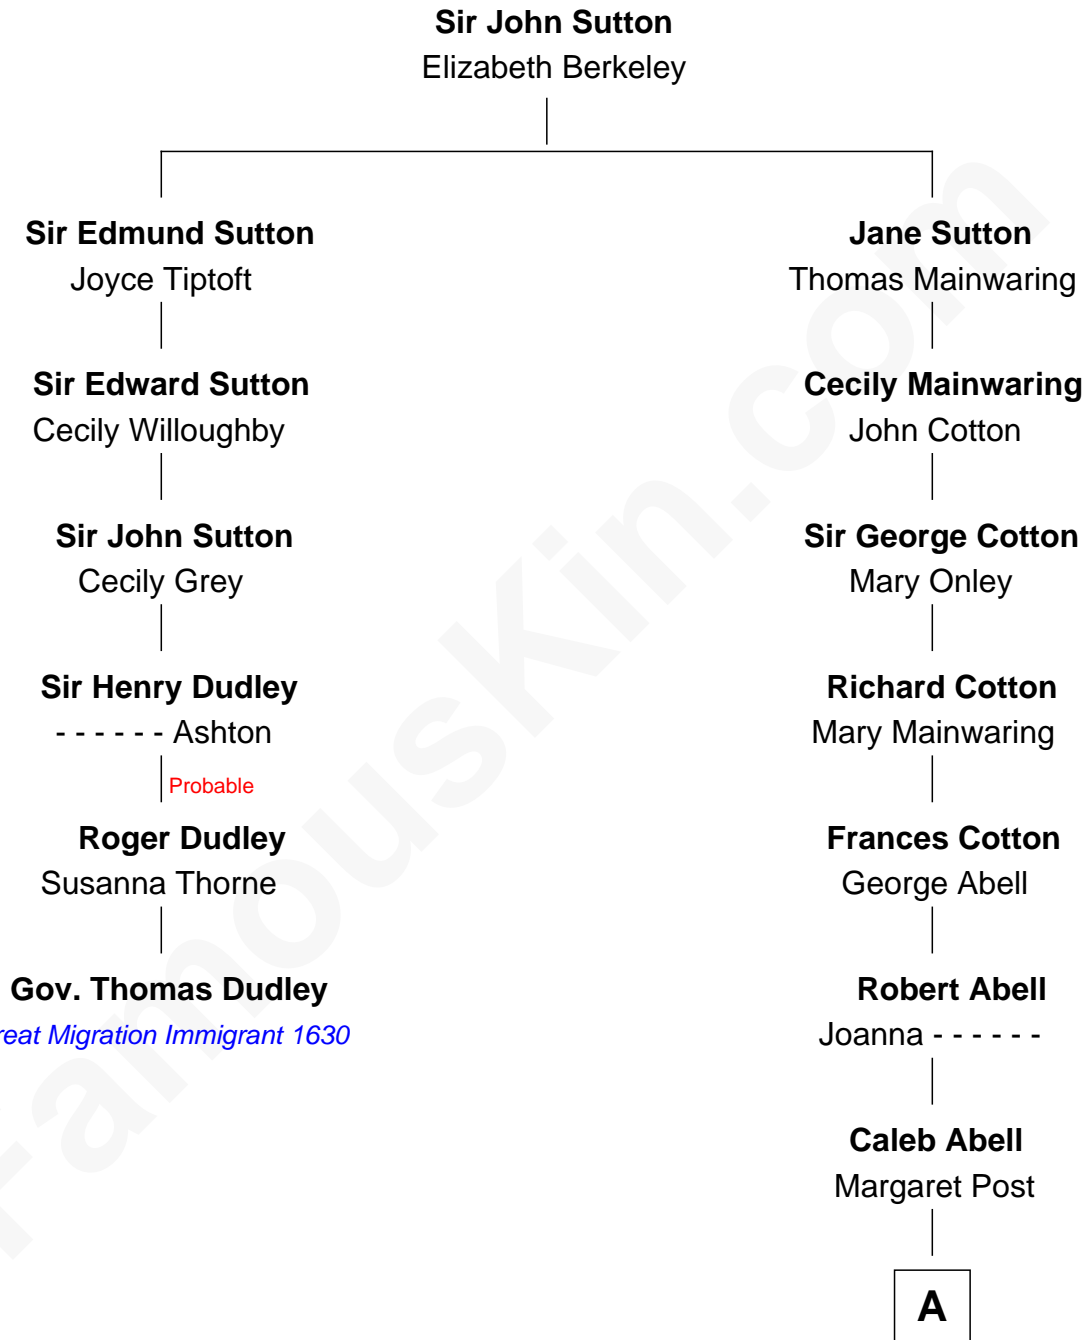 Sir John Sutton
Elizabeth Berkeley
Sir Edmund Sutton
Joyce Tiptoft
Jane Sutton
Thomas Mainwaring
Sir Edward Sutton
Cecily Willoughby
Cecily Mainwaring
John Cotton
Sir John Sutton
Cecily Grey
Sir George Cotton
Mary Onley
Sir Henry Dudley
- - - - - - Ashton
Probable
Richard Cotton
Mary Mainwaring
Roger Dudley
Susanna Thorne
Frances Cotton
George Abell
Gov. Thomas Dudley
reat Migration Immigrant 1630
Robert Abell
Joanna - - - - - -
Caleb Abell
Margaret Post
A
FamousKin.com